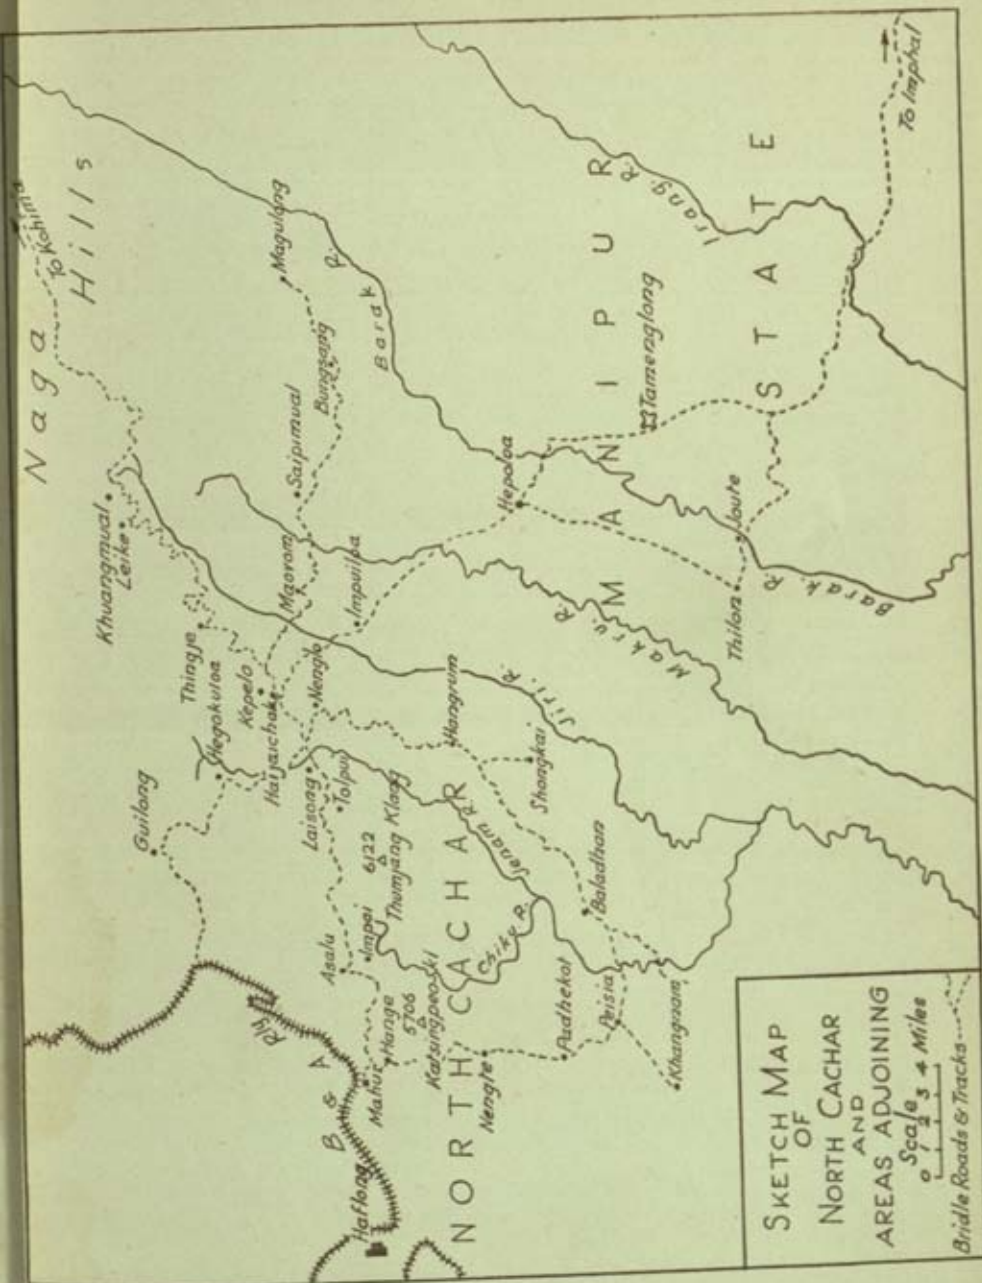 Naga
Hills
To Kohima
Khuangmual
Leike
Magulong
Bungsang
Saipimual
Barak R.
Irang. R.
To Imphal
MANIPUR
STATE
Tamenglong
Hepoloa
Joute
Thilon
Barak. R.
Makru. R.
Maovom
Impuiloa
Thingje
Hegokuloa
Kepelo
Haijaichak
Nenglo
Guilong
Laisong
Tolpui
Hangrum
Jiri. R.
Shongkai
Jenam R.
6122
Thumjang Klang
Asalu
Impoi
Chiku R.
Baladhan
B & A
Rly
Mahur
Hange
5706
Katsingpeoski
Haflong
NORTH CACHAR
Nengte
Padhekot
Peisia
Khangnam
SKETCH MAP
OF
NORTH CACHAR
AND
AREAS ADJOINING
Scale
0 1 2 3 4 Miles
Bridle Roads & Tracks